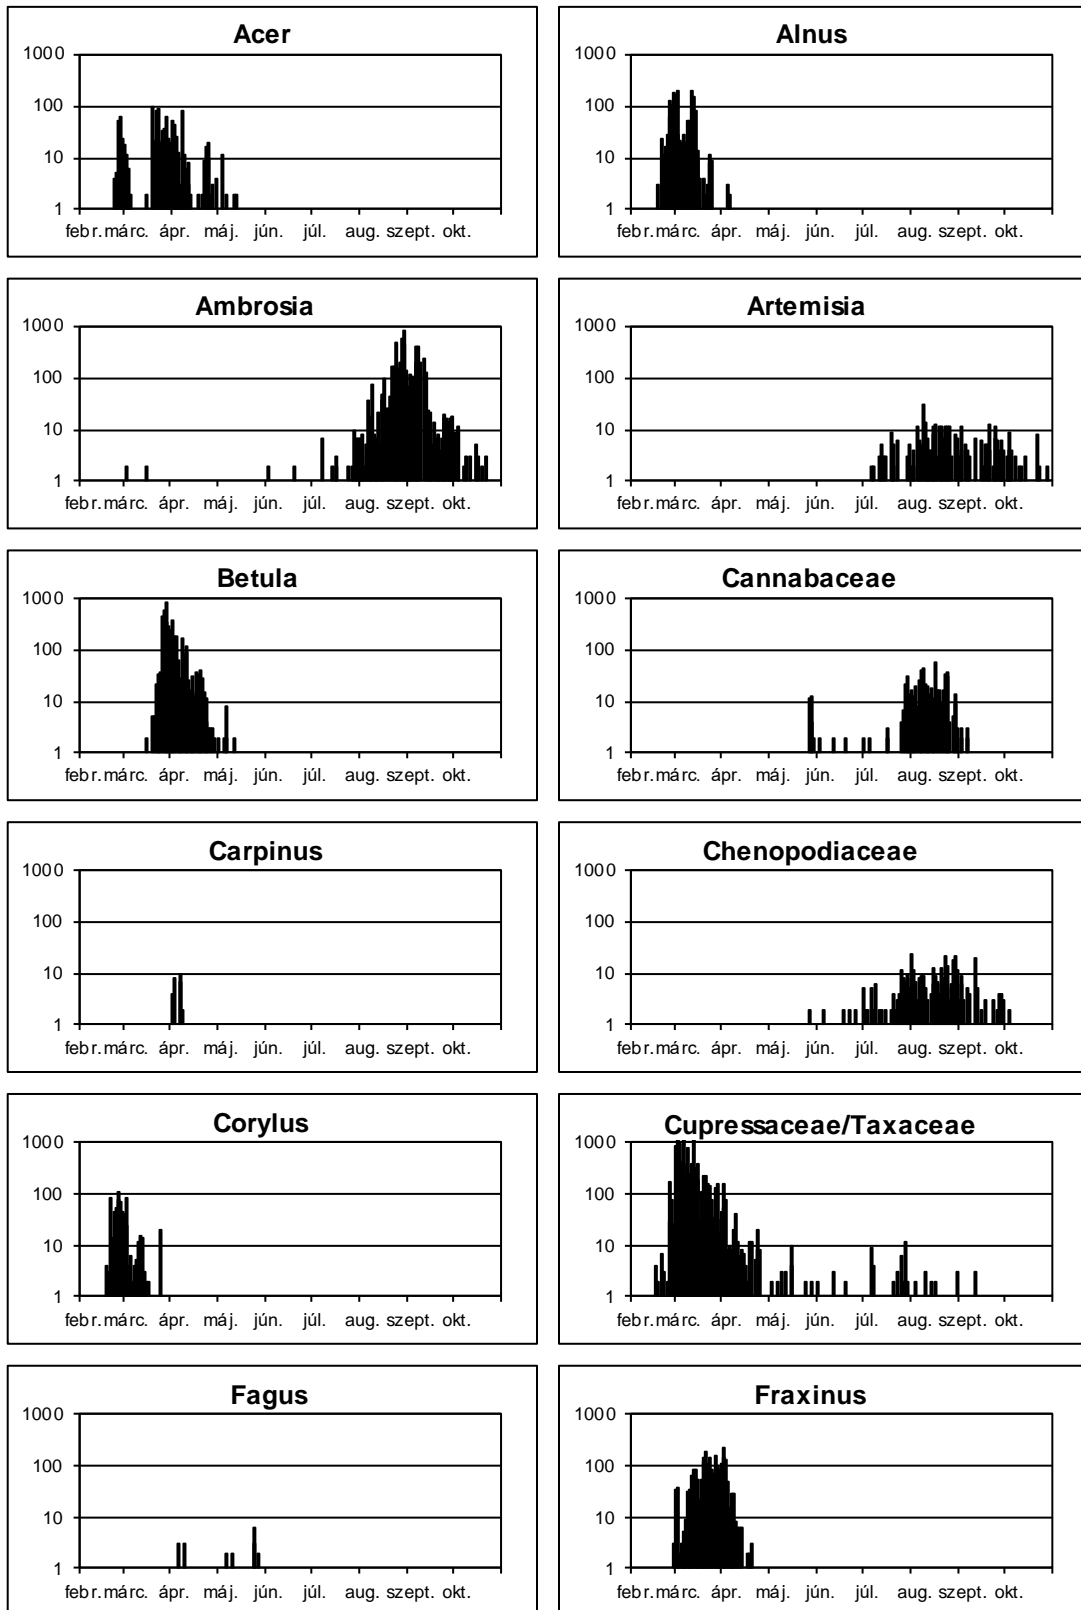 Acer
1000
100
10
1
febr. márc. ápr. máj. jún. júl. aug. szept. okt.
Alnus
1000
100
10
1
febr. márc. ápr. máj. jún. júl. aug. szept. okt.
Ambrosia
1000
100
10
1
febr. márc. ápr. máj. jún. júl. aug. szept. okt.
Artemisia
1000
100
10
1
febr. márc. ápr. máj. jún. júl. aug. szept. okt.
Betula
1000
100
10
1
febr. márc. ápr. máj. jún. júl. aug. szept. okt.
Cannabaceae
1000
100
10
1
febr. márc. ápr. máj. jún. júl. aug. szept. okt.
Carpinus
1000
100
10
1
febr. márc. ápr. máj. jún. júl. aug. szept. okt.
Chenopodiaceae
1000
100
10
1
febr. márc. ápr. máj. jún. júl. aug. szept. okt.
Corylus
1000
100
10
1
febr. márc. ápr. máj. jún. júl. aug. szept. okt.
Cupressaceae/Taxaceae
1000
100
10
1
febr. márc. ápr. máj. jún. júl. aug. szept. okt.
Fagus
1000
100
10
1
febr. márc. ápr. máj. jún. júl. aug. szept. okt.
Fraxinus
1000
100
10
1
febr. márc. ápr. máj. jún. júl. aug. szept. okt.